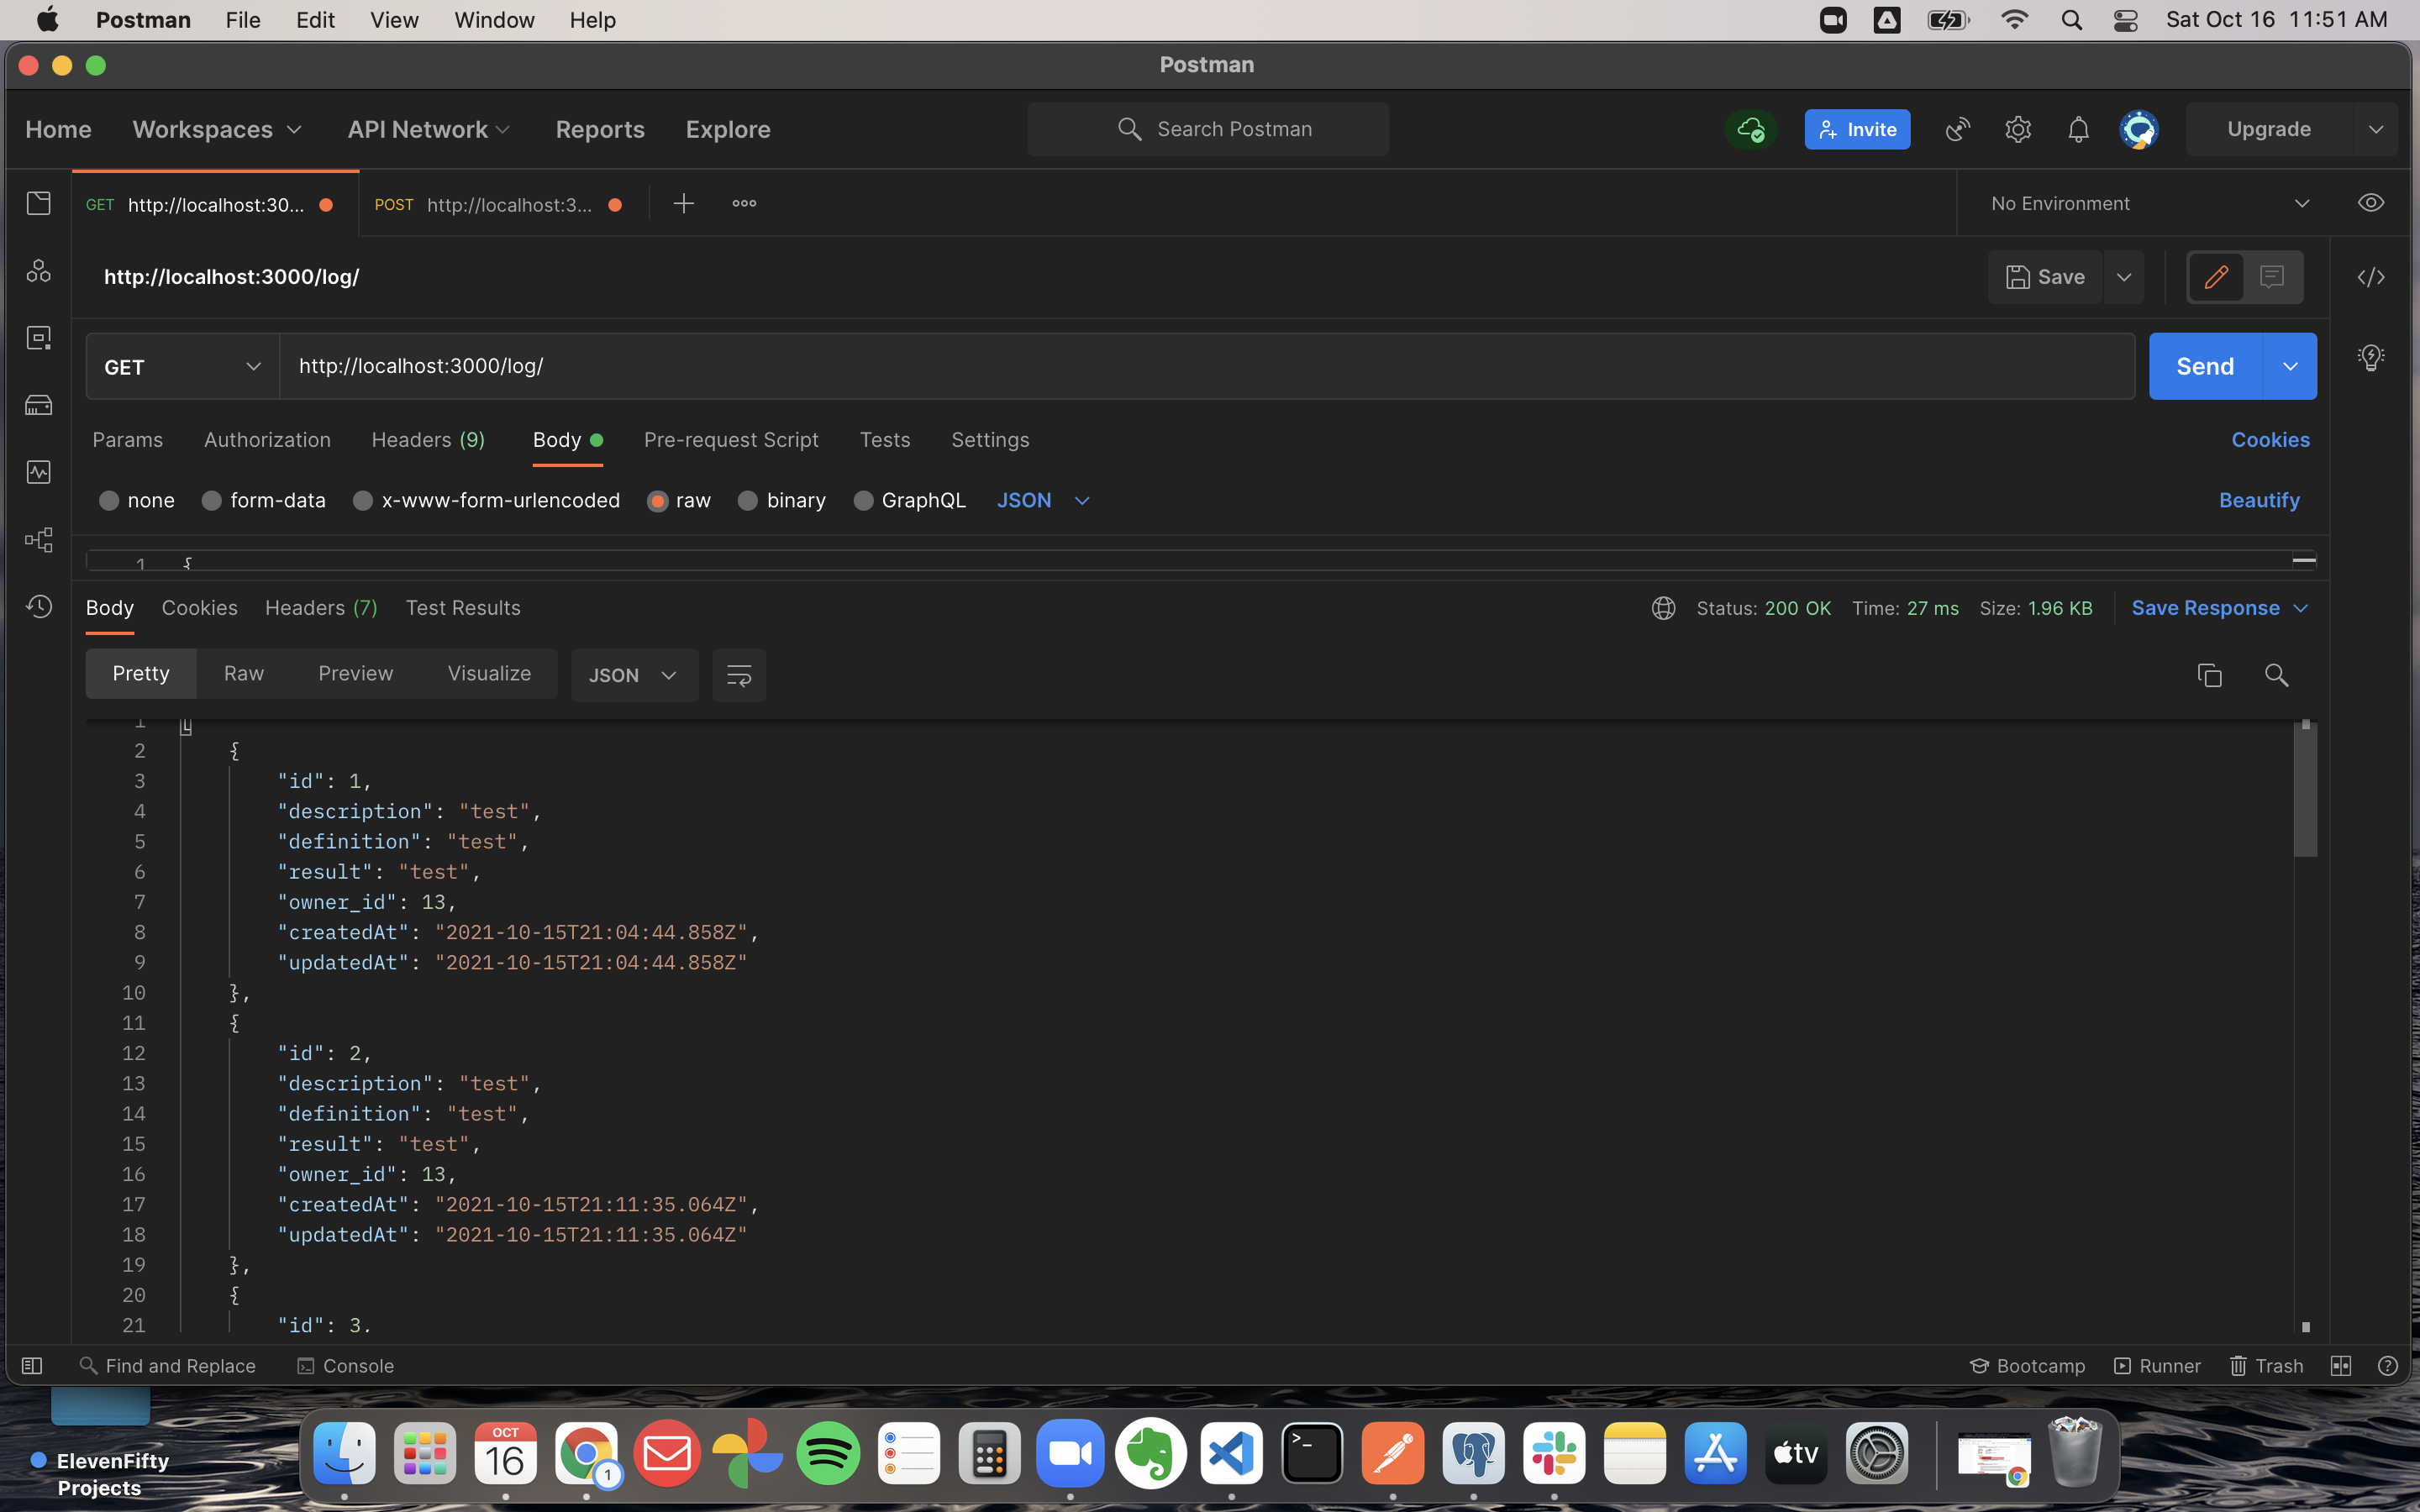 Postman File Edit View Window Help Sat Oct 16 11:51 AM
Postman
Home Workspaces API Network Reports Explore Search Postman Invite Upgrade
GET http://localhost:30... POST http://localhost:3... No Environment
http://localhost:3000/log/ Save
GET http://localhost:3000/log/ Send
Params Authorization Headers (9) Body Pre-request Script Tests Settings Cookies
none form-data x-www-form-urlencoded raw binary GraphQL JSON Beautify
1 {
Body Cookies Headers (7) Test Results Status: 200 OK Time: 27 ms Size: 1.96 KB Save Response
Pretty Raw Preview Visualize JSON
1 [
2 {
3 "id": 1,
4 "description": "test",
5 "definition": "test",
6 "result": "test",
7 "owner_id": 13,
8 "createdAt": "2021-10-15T21:04:44.858Z",
9 "updatedAt": "2021-10-15T21:04:44.858Z"
10 },
11 {
12 "id": 2,
13 "description": "test",
14 "definition": "test",
15 "result": "test",
16 "owner_id": 13,
17 "createdAt": "2021-10-15T21:11:35.064Z",
18 "updatedAt": "2021-10-15T21:11:35.064Z"
19 },
20 {
21 "id": 3,
Find and Replace Console Bootcamp Runner Trash
ElevenFifty
Projects
OCT
16
1
tv